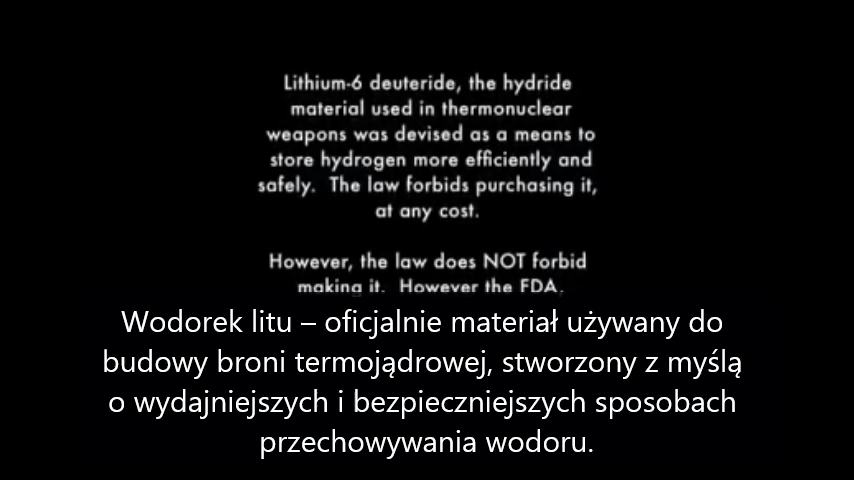 Lithium-6 deuteride, the hydride
material used in thermonuclear
weapons was devised as a means to
store hydrogen more efficiently and
safely. The law forbids purchasing it,
at any cost.
However, the law does NOT forbid
making it. However the FDA,
Wodorek litu – oficjalnie materiał używany do
budowy broni termojądrowej, stworzony z myślą
o wydajniejszych i bezpieczniejszych sposobach
przechowywania wodoru.